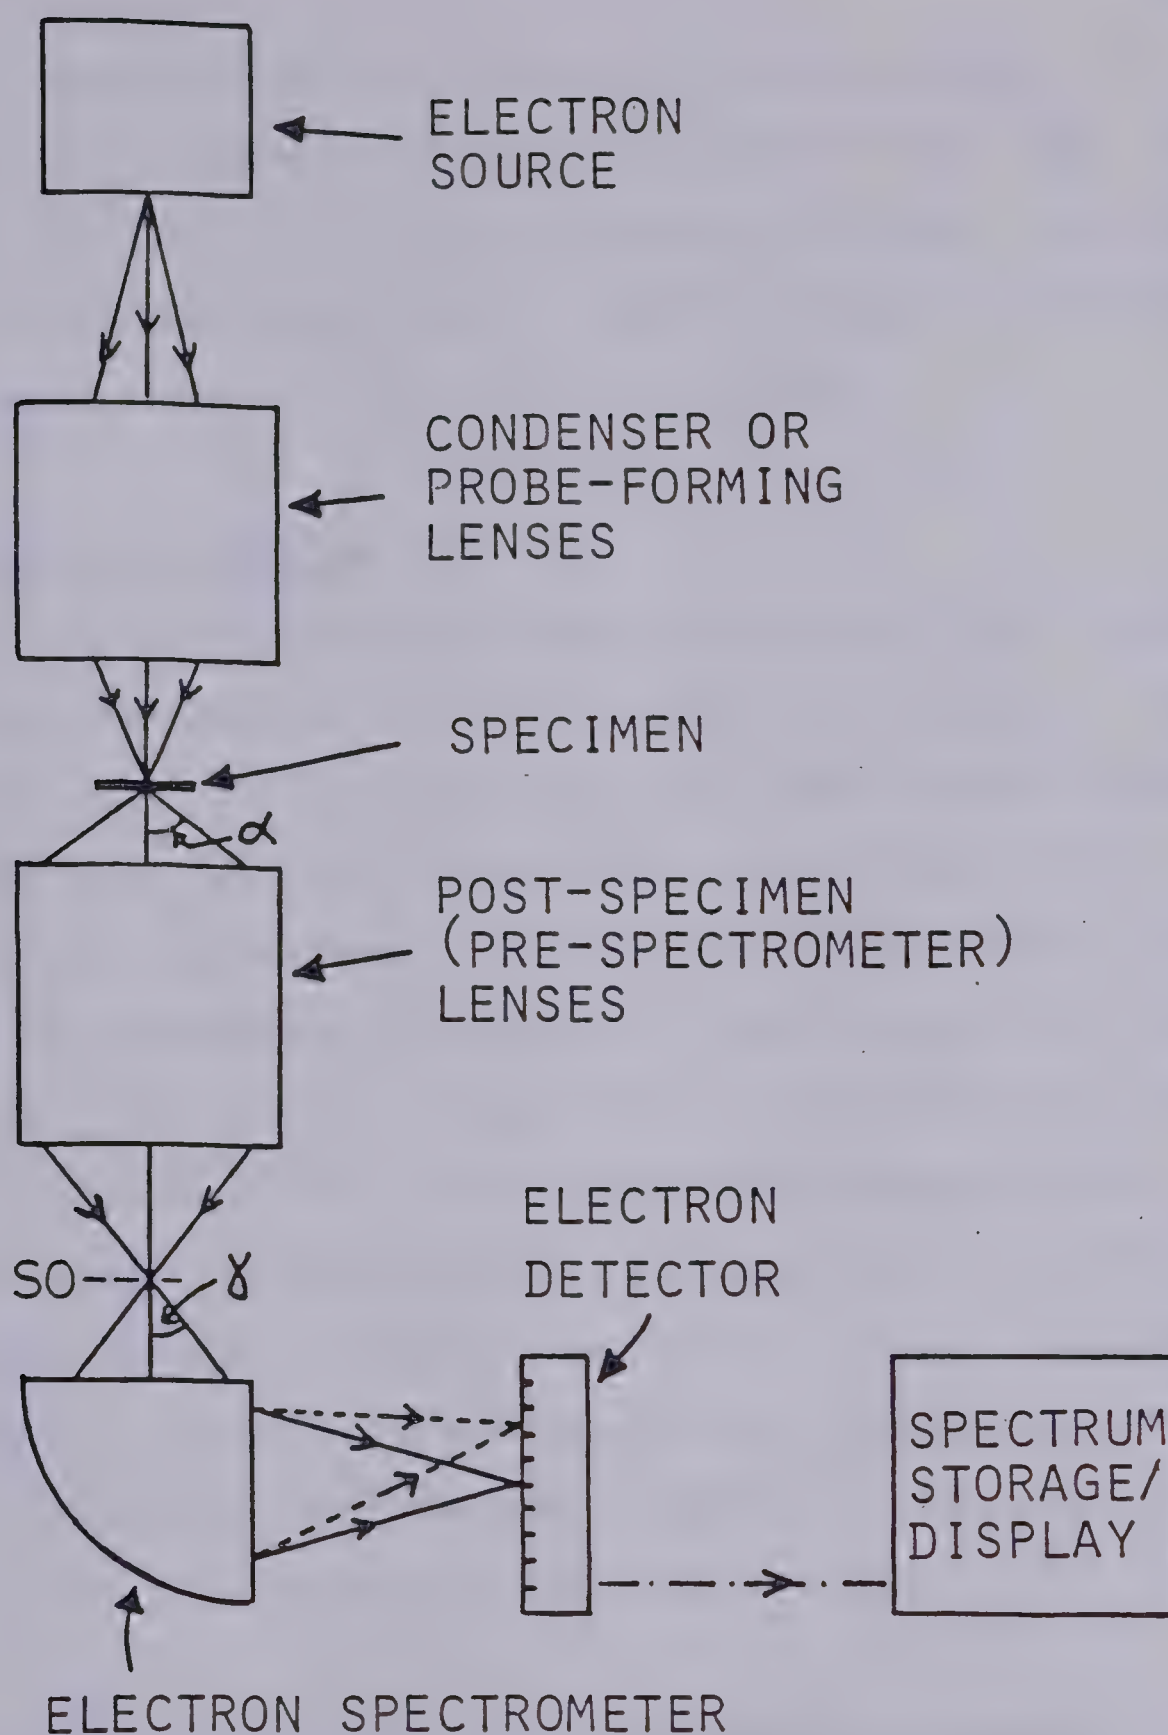 ELECTRON
SOURCE
CONDENSER OR
PROBE-FORMING
LENSES
SPECIMEN
α
POST-SPECIMEN
(PRE-SPECTROMETER)
LENSES
ELECTRON
DETECTOR
SO
γ
SPECTRUM
STORAGE/
DISPLAY
ELECTRON SPECTROMETER